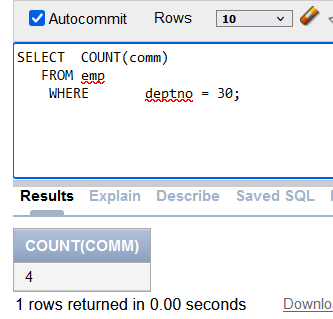 Autocommit Rows 10
SELECT COUNT(comm)
FROM emp
WHERE deptno = 30;
Results Explain Describe Saved SQL
COUNT(COMM)
4
1 rows returned in 0.00 seconds Downlo